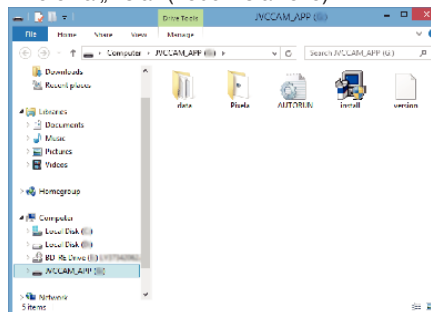 Drive Tools
JVCCAM_APP
File Home Share View Manage
Computer JVCCAM_APP
Search JVCCAM_APP
Downloads
Recent places
Libraries
Documents
Music
Pictures
Videos
Homegroup
Computer
Local Disk
Local Disk
BD-RE Drive
JVCCAM_APP
Network
data Pixela AUTORUN install version
5 items